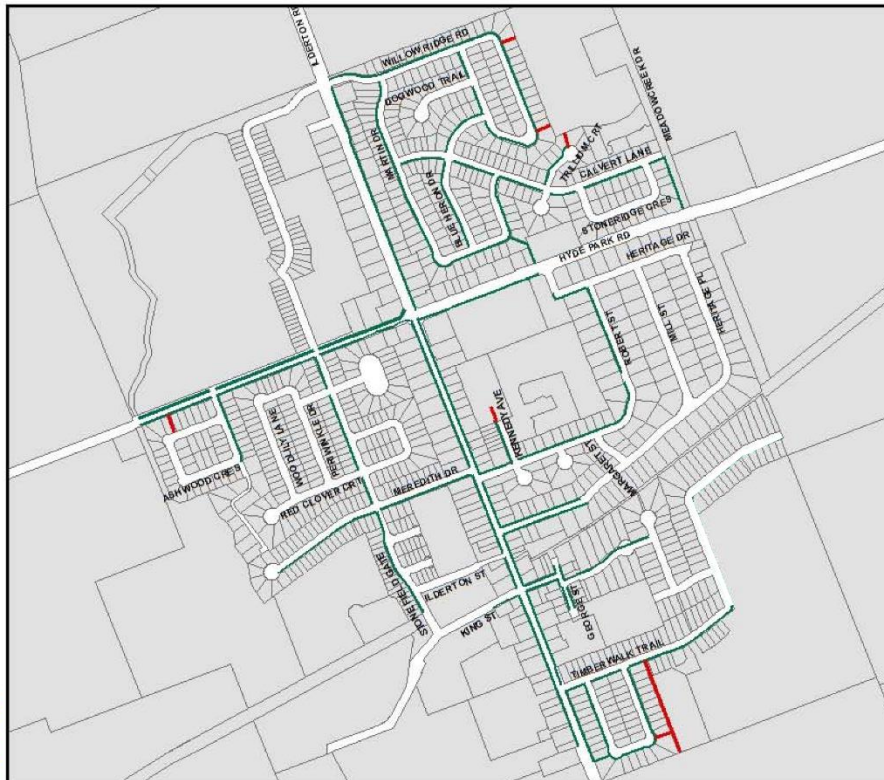 ILDERTON RD
WILLOW RIDGE RD
DOGWOOD TRAIL
MEADOWCREEK DR
MARTIN DR
TRILLIUM CRT
CALVERT LANE
BLUE HERON DR
STONERIDGE CRES
HYDE PARK RD
HERITAGE DR
HERITAGE PL
MILL ST
ROBERT ST
KENNEDY AVE
WOODLILY LANE
PERIWINKLE DR
MARGARET ST
ASHWOOD CRES
MEREDITH DR
RED CLOVER CRT
STONEFIELD GATE
ILDERTON ST
GEORGE ST
KING ST
TIMBERWALK TRAIL